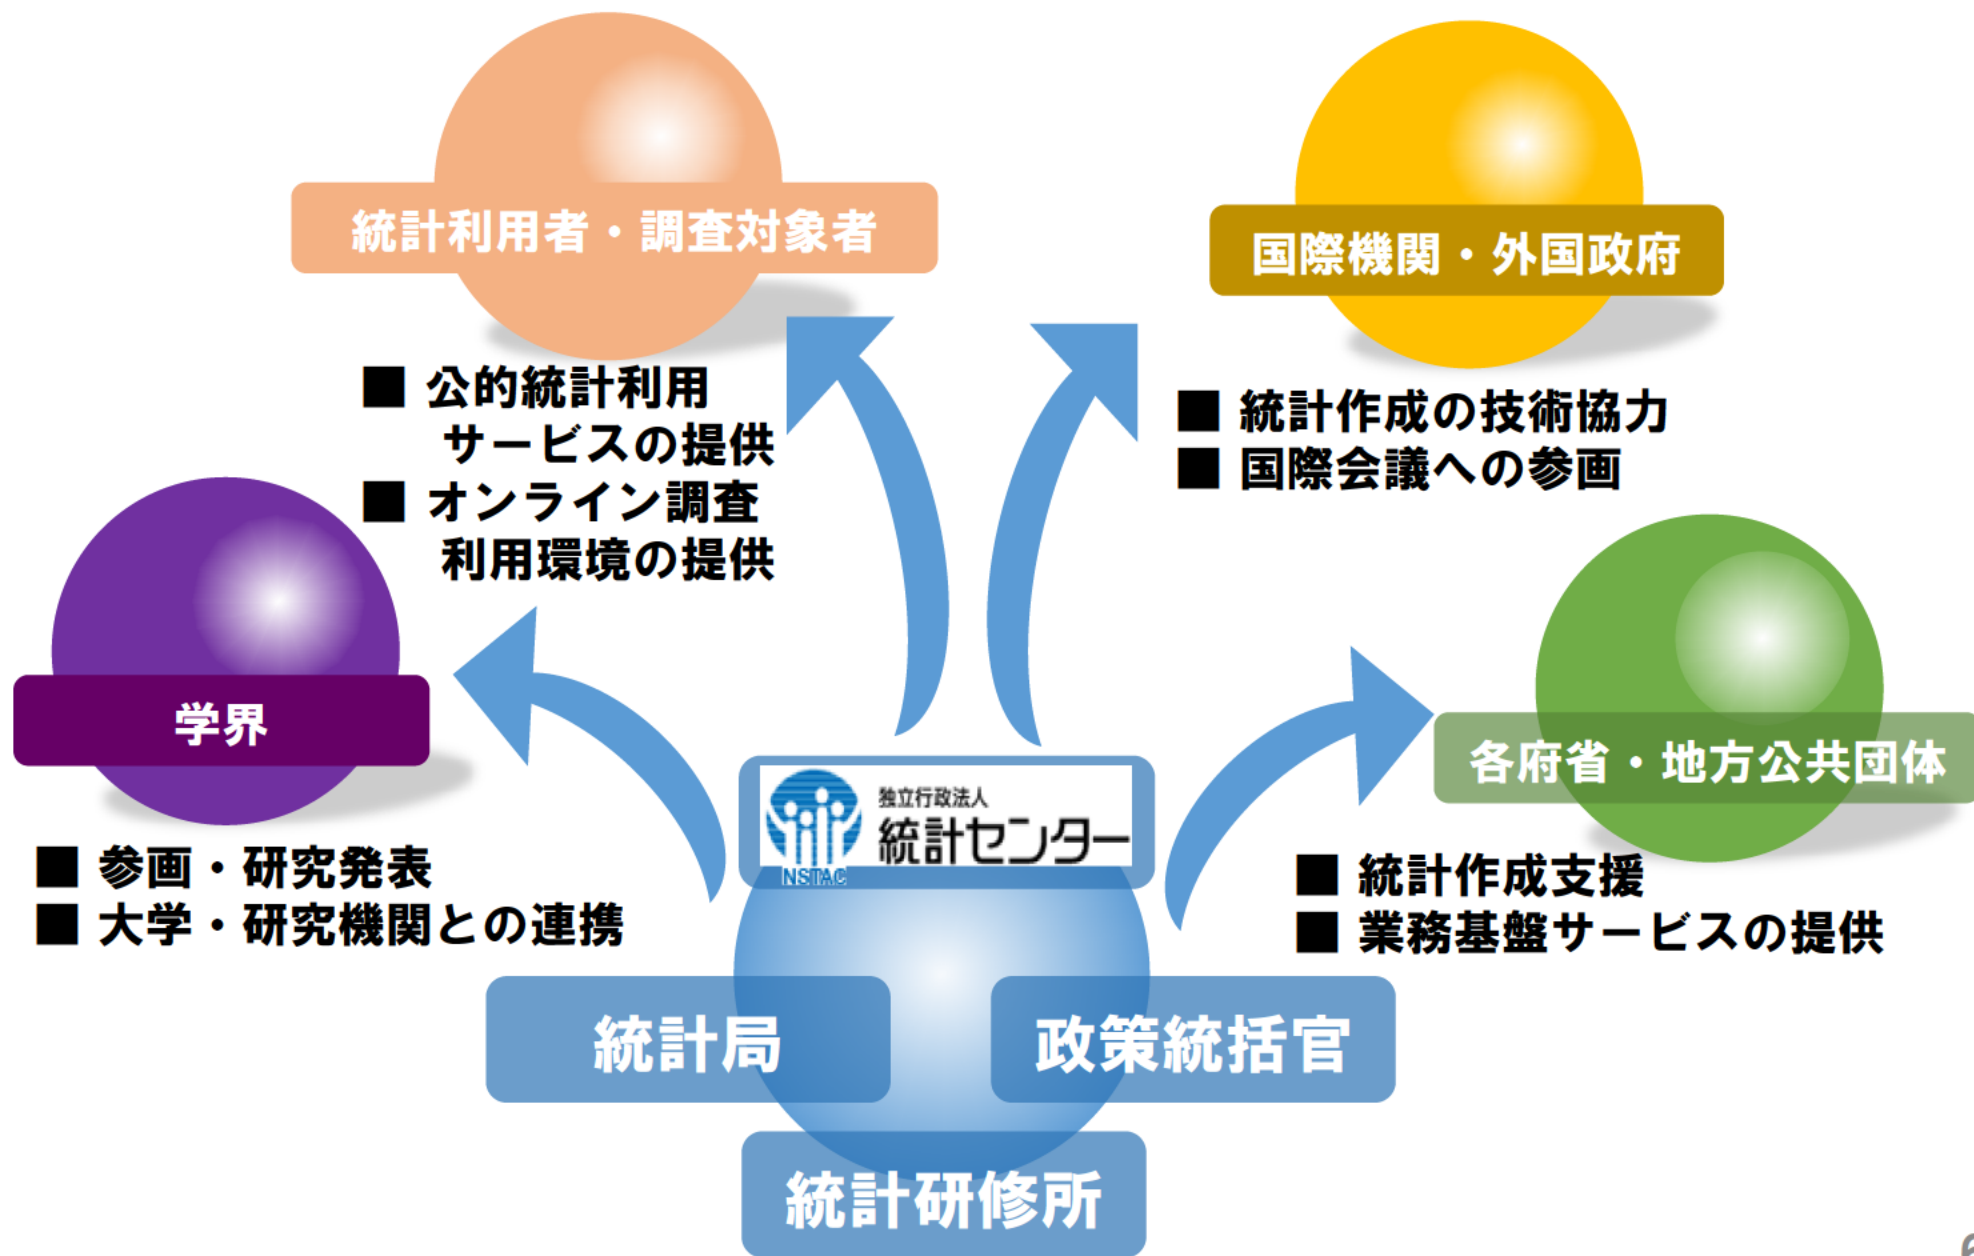 統計利用者・調査対象者
■ 公的統計利用
サービスの提供
■ オンライン調査
利用環境の提供
国際機関・外国政府
■ 統計作成の技術協力
■ 国際会議への参画
学界
■ 参画・研究発表
■ 大学・研究機関との連携
各府省・地方公共団体
■ 統計作成支援
■ 業務基盤サービスの提供
独立行政法人
統計センター
NSTAC
統計局
政策統括官
統計研修所